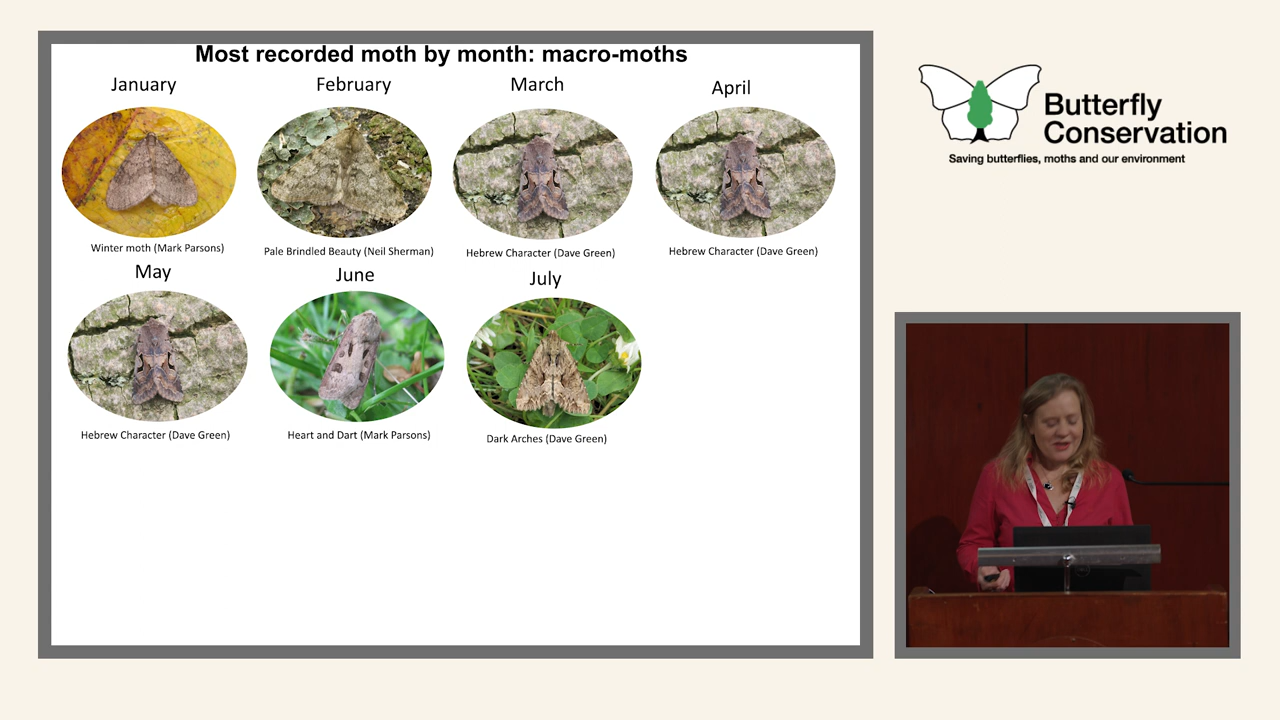 Most recorded moth by month: macro-moths
January
February
March
April
Winter moth (Mark Parsons)
Pale Brindled Beauty (Neil Sherman)
Hebrew Character (Dave Green)
Hebrew Character (Dave Green)
May
June
July
Hebrew Character (Dave Green)
Heart and Dart (Mark Parsons)
Dark Arches (Dave Green)
Butterfly
Conservation
Saving butterflies, moths and our environment